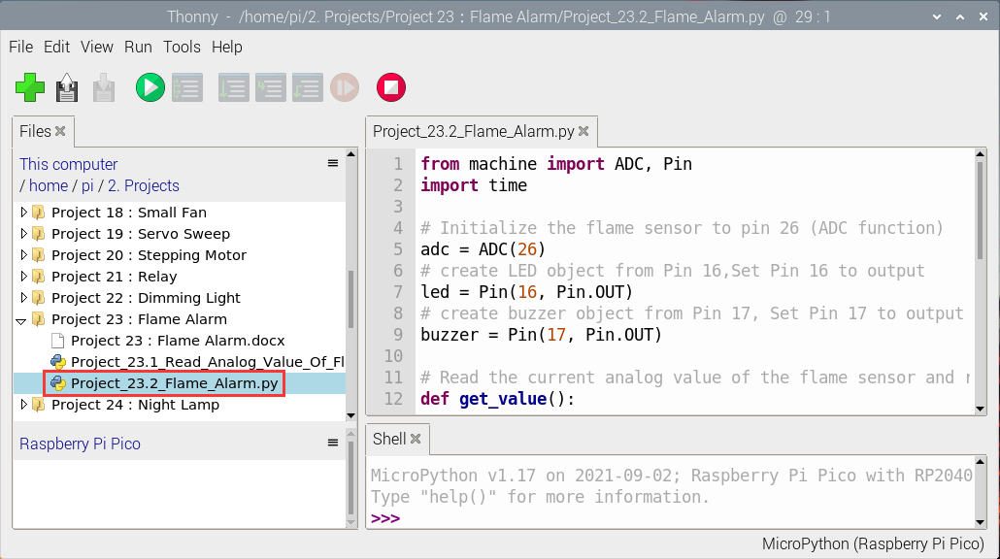 Thonny - /home/pi/2. Projects/Project 23 : Flame Alarm/Project_23.2_Flame_Alarm.py @ 29 : 1
File Edit View Run Tools Help
Files
This computer
/ home / pi / 2. Projects
Project 18 : Small Fan
Project 19 : Servo Sweep
Project 20 : Stepping Motor
Project 21 : Relay
Project 22 : Dimming Light
Project 23 : Flame Alarm
Project 23 : Flame Alarm.docx
Project_23.1_Read_Analog_Value_Of_Fl
Project_23.2_Flame_Alarm.py
Project 24 : Night Lamp
Raspberry Pi Pico
Project_23.2_Flame_Alarm.py
1 from machine import ADC, Pin
2 import time
3
4 # Initialize the flame sensor to pin 26 (ADC function)
5 adc = ADC(26)
6 # create LED object from Pin 16,Set Pin 16 to output
7 led = Pin(16, Pin.OUT)
8 # create buzzer object from Pin 17, Set Pin 17 to output
9 buzzer = Pin(17, Pin.OUT)
10
11 # Read the current analog value of the flame sensor and r
12 def get_value():
Shell
MicroPython v1.17 on 2021-09-02; Raspberry Pi Pico with RP2040
Type "help()" for more information.
>>>
MicroPython (Raspberry Pi Pico)